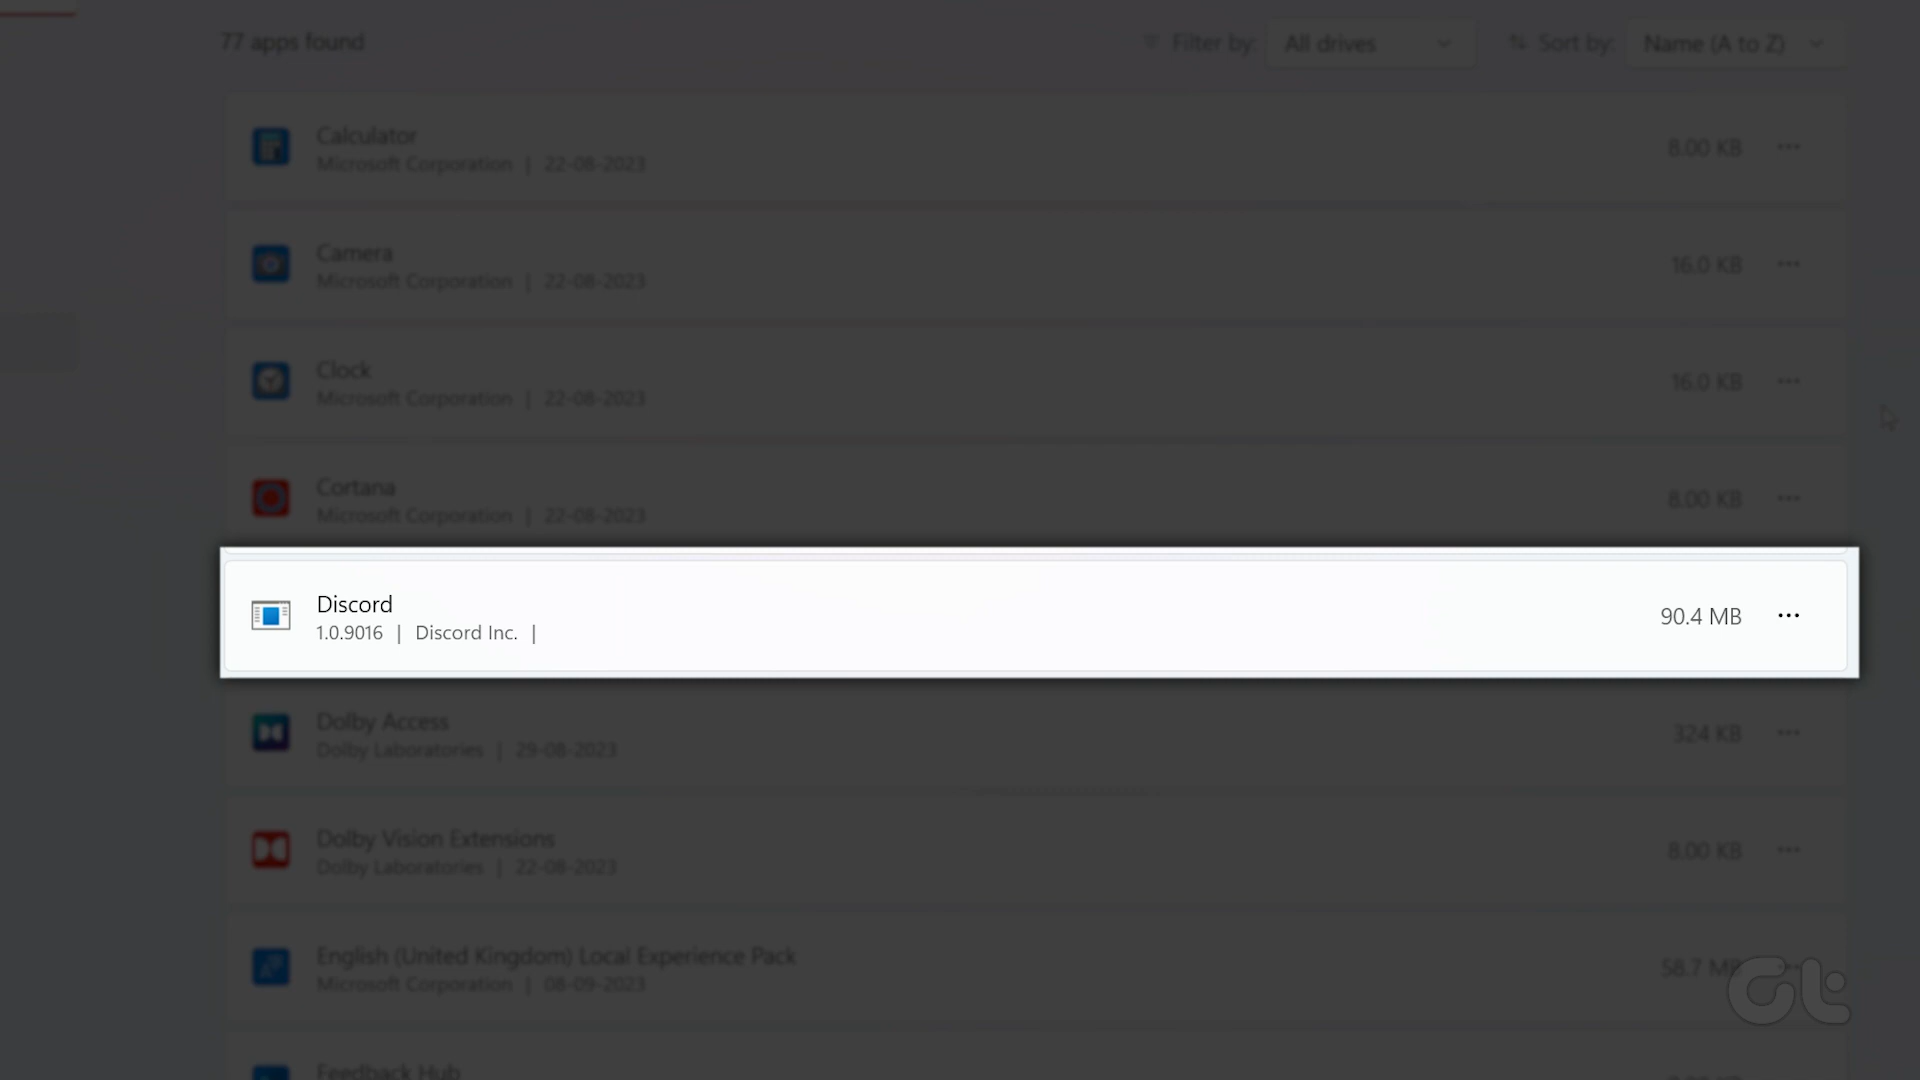 77 apps found
Filter by: All drives
Sort by: Name (A to Z)
Calculator
Microsoft Corporation | 22-08-2023
8.00 KB
Camera
Microsoft Corporation | 22-08-2023
16.0 KB
Clock
Microsoft Corporation | 22-08-2023
16.0 KB
Cortana
Microsoft Corporation | 22-08-2023
8.00 KB
Discord
1.0.9016 | Discord Inc. |
90.4 MB
Dolby Access
Dolby Laboratories | 29-08-2023
324 KB
Dolby Vision Extensions
Dolby Laboratories | 22-08-2023
8.00 KB
English (United Kingdom) Local Experience Pack
Microsoft Corporation | 08-09-2023
58.7 MB
Feedback Hub